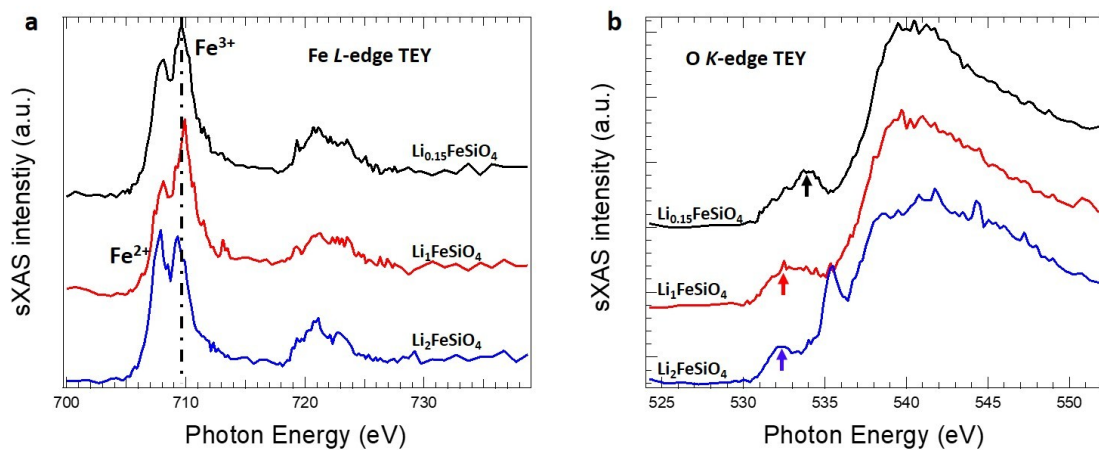 a
Fe3+
Fe L-edge TEY
Li0.15FeSiO4
Li1FeSiO4
Fe2+
Li2FeSiO4
sXAS intenstiy (a.u.)
700 710 720 730
Photon Energy (eV)
b
O K-edge TEY
Li0.15FeSiO4
Li1FeSiO4
Li2FeSiO4
sXAS intensity (a.u.)
525 530 535 540 545 550
Photon Energy (eV)